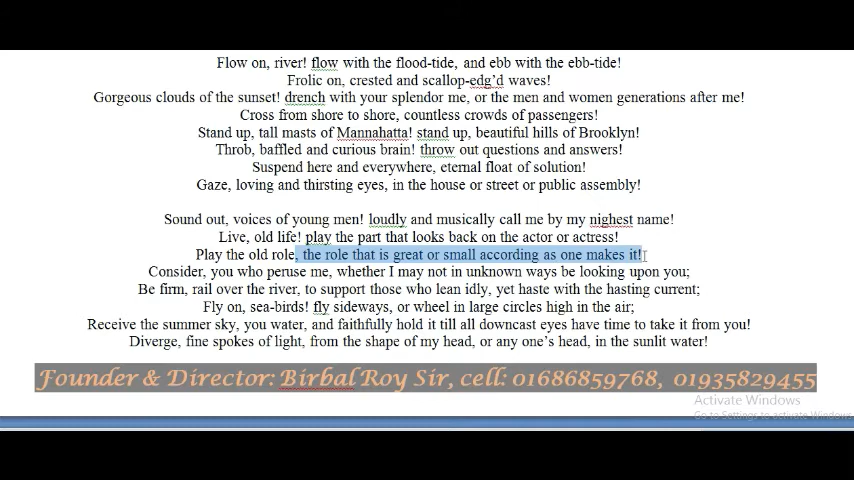 Flow on, river! flow with the flood-tide, and ebb with the ebb-tide!
Frolic on, crested and scallop-edg’d waves!
Gorgeous clouds of the sunset! drench with your splendor me, or the men and women generations after me!
Cross from shore to shore, countless crowds of passengers!
Stand up, tall masts of Mannahatta! stand up, beautiful hills of Brooklyn!
Throb, baffled and curious brain! throw out questions and answers!
Suspend here and everywhere, eternal float of solution!
Gaze, loving and thirsting eyes, in the house or street or public assembly!
Sound out, voices of young men! loudly and musically call me by my nighest name!
Live, old life! play the part that looks back on the actor or actress!
Play the old role, the role that is great or small according as one makes it!
Consider, you who peruse me, whether I may not in unknown ways be looking upon you;
Be firm, rail over the river, to support those who lean idly, yet haste with the hasting current;
Fly on, sea-birds! fly sideways, or wheel in large circles high in the air;
Receive the summer sky, you water, and faithfully hold it till all downcast eyes have time to take it from you!
Diverge, fine spokes of light, from the shape of my head, or any one’s head, in the sunlit water!
Founder & Director: Birbal Roy Sir, cell: 01686859768, 01935829455
Activate Windows
Go to Settings to activate Windows